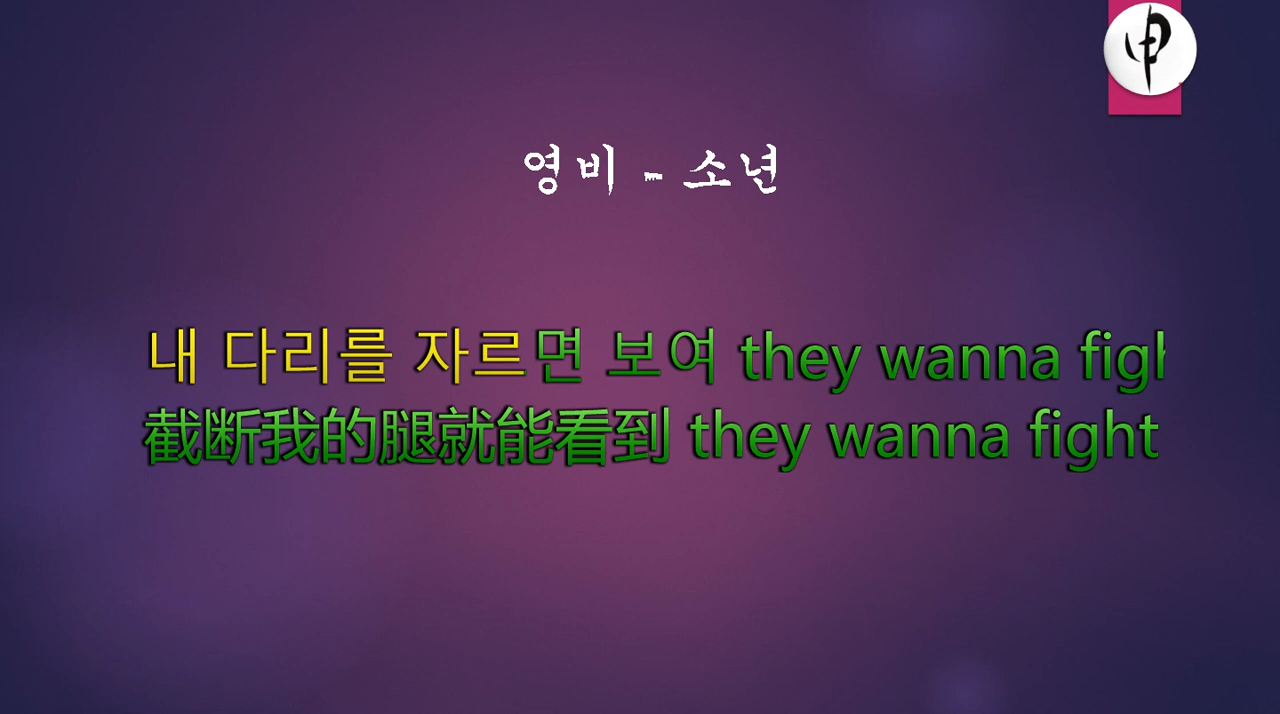 영비 - 소년
내 다리를 자르면 보여 they wanna figh
截断我的腿就能看到 they wanna fight